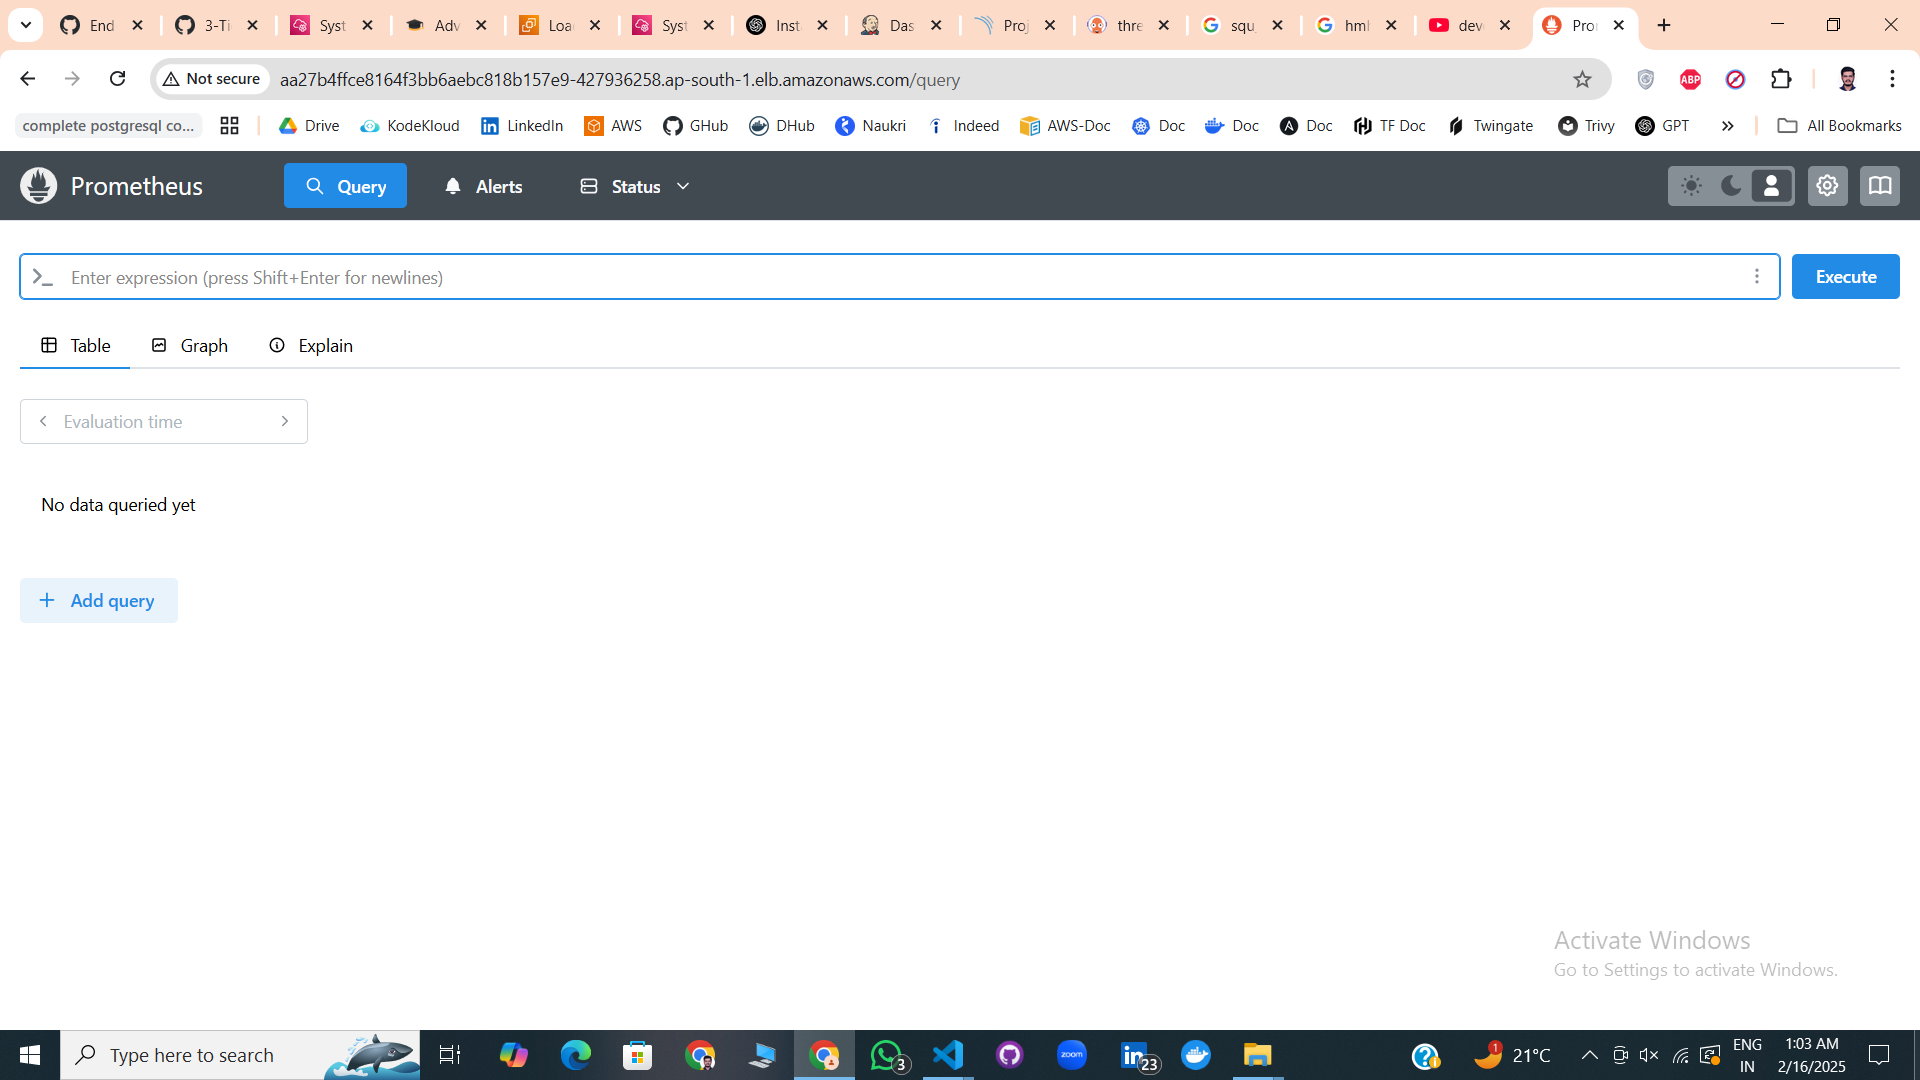 End
3-Ti
Syst
Adv
Loa
Syst
Inst
Das
Proj
thre
squ
hmh
dev
Pro
Not secure
aa27b4ffce8164f3bb6aebc818b157e9-427936258.ap-south-1.elb.amazonaws.com/query
ABP
complete postgresql co...
Drive
KodeKloud
LinkedIn
AWS
GHub
DHub
Naukri
Indeed
AWS-Doc
Doc
Doc
Doc
TF Doc
Twingate
Trivy
GPT
All Bookmarks
Prometheus
Query
Alerts
Status
Enter expression (press Shift+Enter for newlines)
Execute
Table
Graph
Explain
Evaluation time
No data queried yet
Add query
Activate Windows
Go to Settings to activate Windows.
Type here to search
3
zoom
23
1
21°C
ENG
IN
1:03 AM
2/16/2025